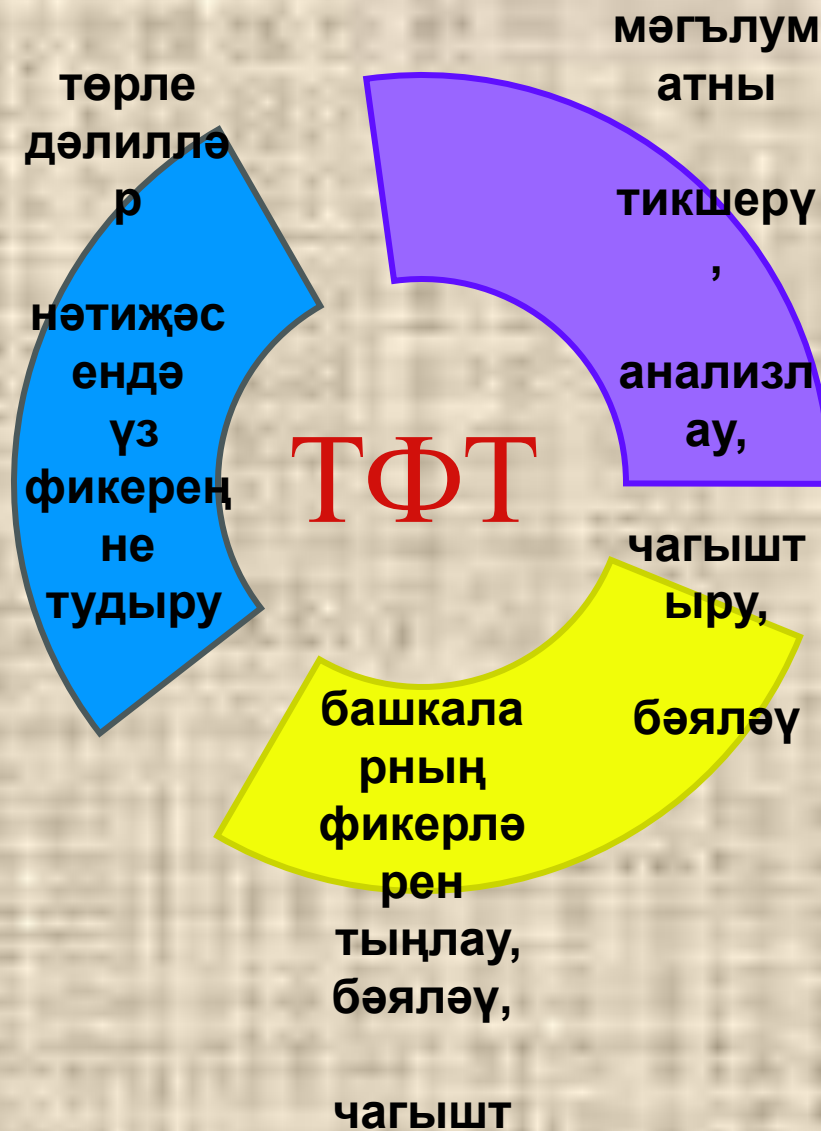 төрле
дәлиллә
р
нәтиҗәс
ендә
үз
фикерең
не
тудыру
ТФТ
мәгълум
атны
тикшерү
,
анализл
ау,
чагышт
ыру,
бәяләү
башкала
рның
фикерлә
рен
тыңлау,
бәяләү,
чагышт